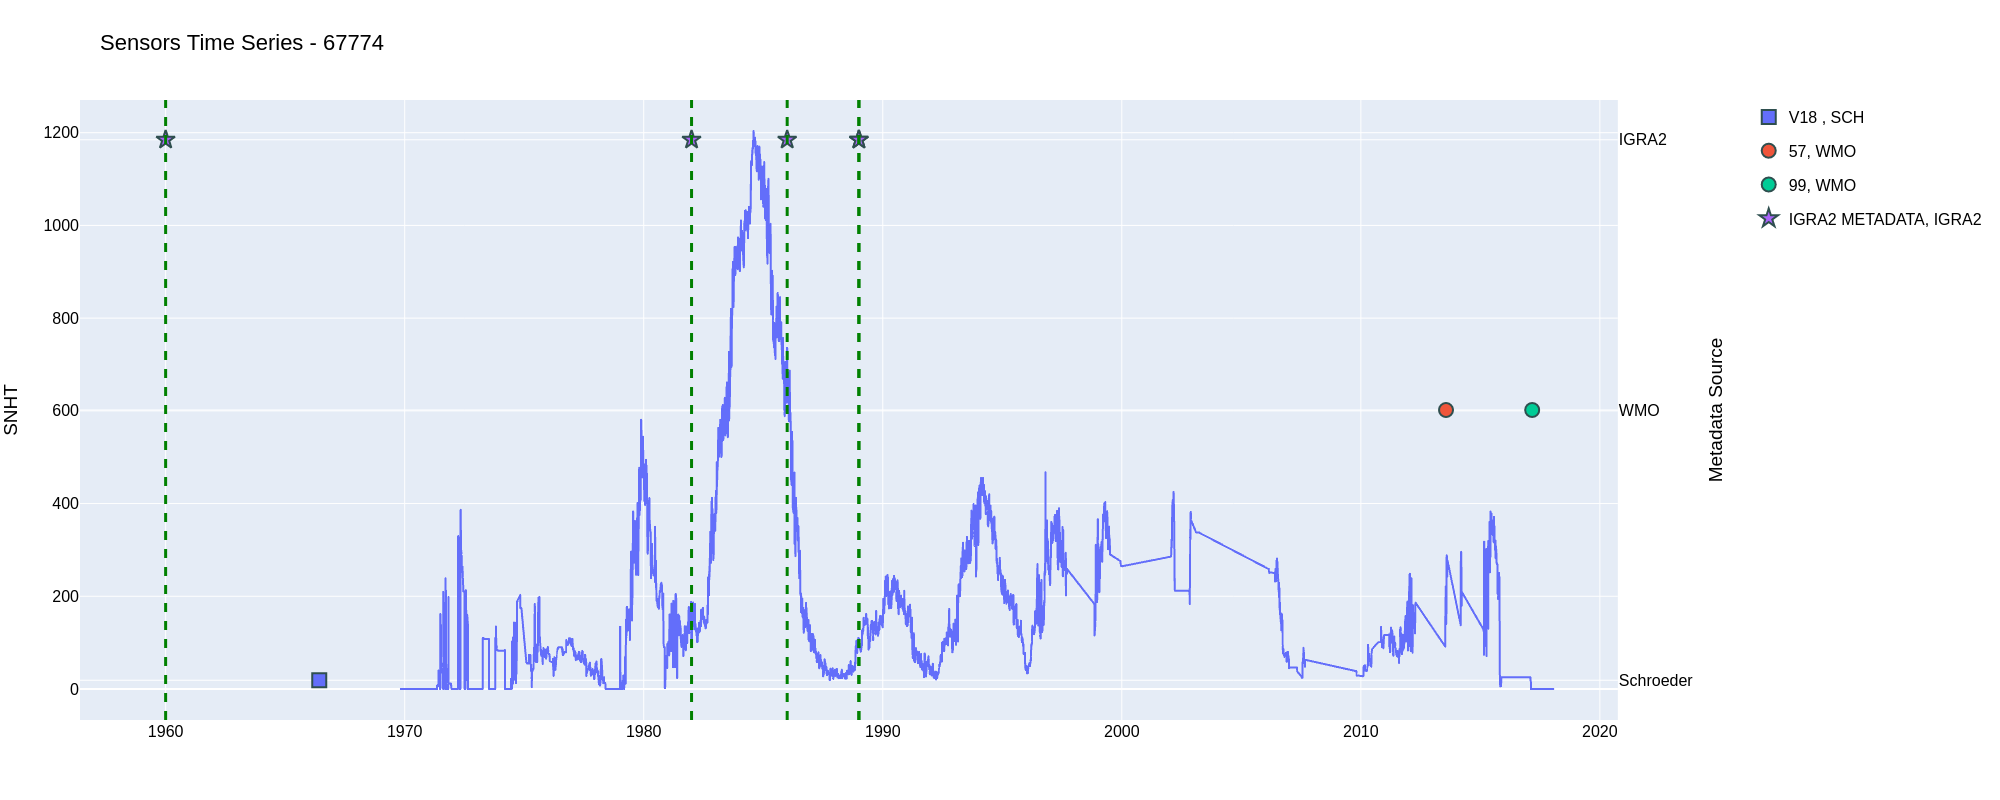 Sensors Time Series - 67774
SNHT
1200
1000
800
600
400
200
0
1960
1970
1980
1990
2000
2010
2020
IGRA2
WMO
Schroeder
Metadata Source
V18 , SCH
57, WMO
99, WMO
IGRA2 METADATA, IGRA2